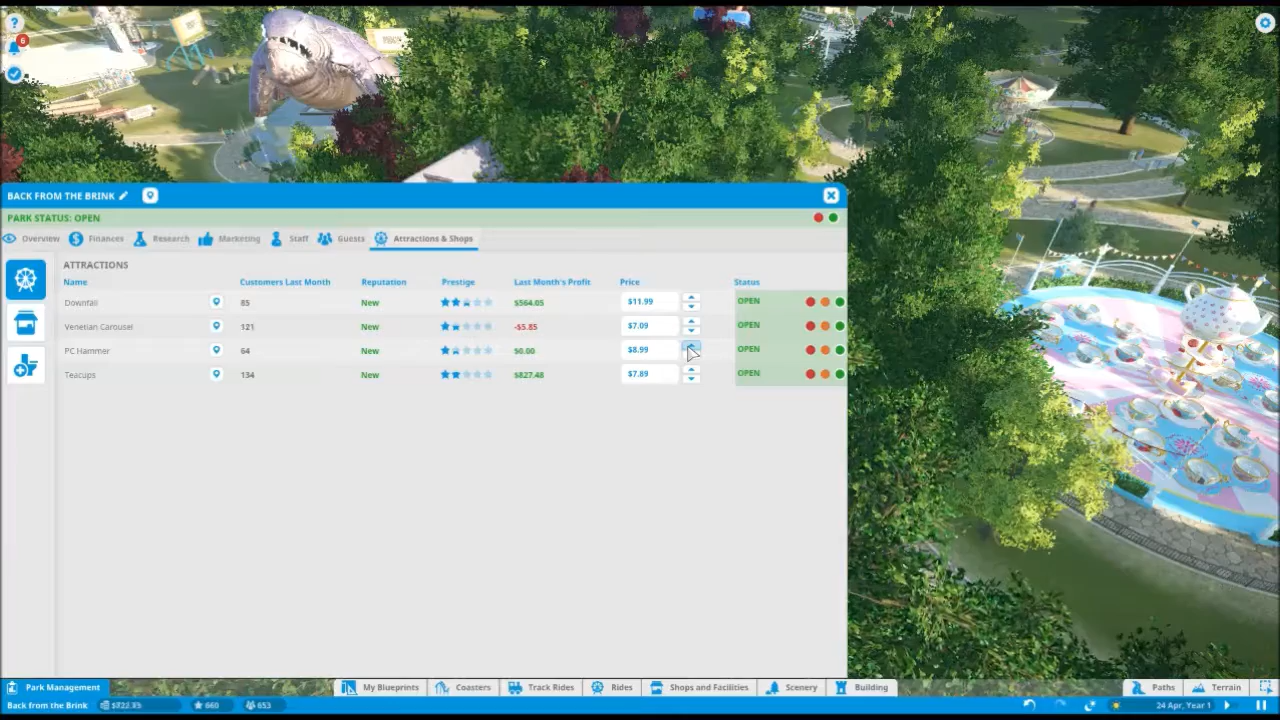 ?
6
BACK FROM THE BRINK
PARK STATUS: OPEN
Overview Finances Research Marketing Staff Guests Attractions & Shops
ATTRACTIONS
Name Customers Last Month Reputation Prestige Last Month's Profit Price Status
Downfall 85 New $564.05 $11.99 OPEN
Venetian Carousel 121 New -$5.85 $7.09 OPEN
PC Hammer 64 New $0.00 $8.99 OPEN
Teacups 134 New $827.48 $7.89 OPEN
Park Management My Blueprints Coasters Track Rides Rides Shops and Facilities Scenery Building Paths Terrain
Back from the Brink 660 653 24 Apr, Year 1